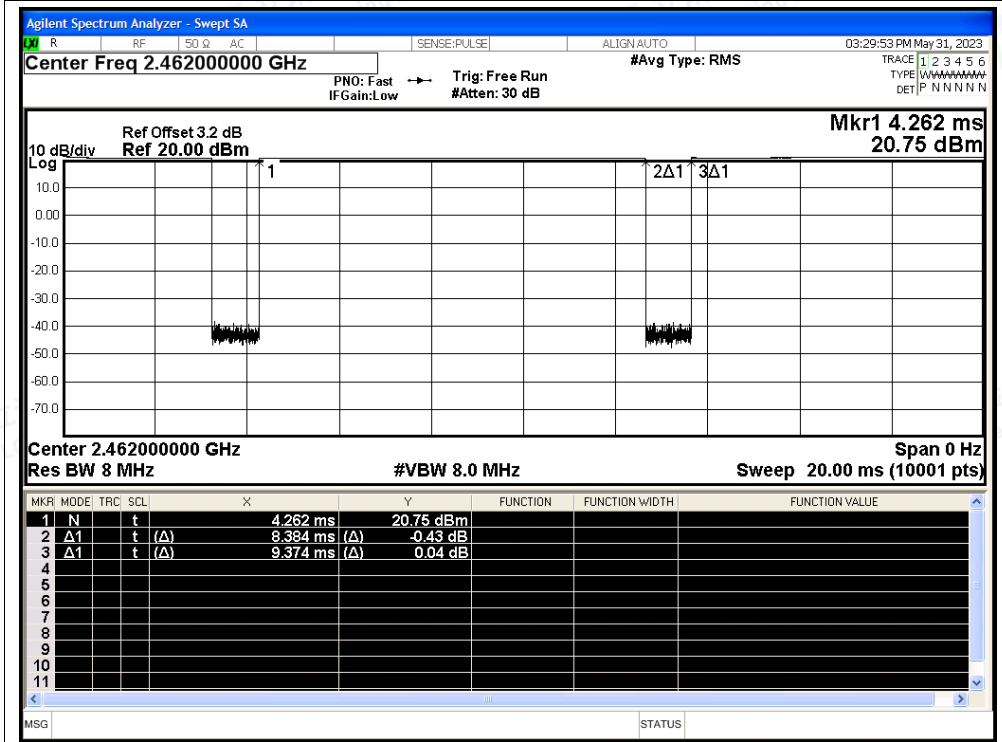 Agilent Spectrum Analyzer - Swept SA
LXI R RF 50 Ω AC SENSE:PULSE ALIGN AUTO 03:29:53 PM May 31, 2023
Center Freq 2.462000000 GHz #Avg Type: RMS TRACE 1 2 3 4 5 6
PNO: Fast Trig: Free Run TYPE WWWWWW
IFGain:Low #Atten: 30 dB DET P N N N N N
Mkr1 4.262 ms
Ref Offset 3.2 dB
10 dB/div Ref 20.00 dBm 20.75 dBm
Log
1 2Δ1 3Δ1
10.0
0.00
-10.0
-20.0
-30.0
-40.0
-50.0
-60.0
-70.0
Center 2.462000000 GHz Span 0 Hz
Res BW 8 MHz #VBW 8.0 MHz Sweep 20.00 ms (10001 pts)
MKR MODE TRC SCL X Y FUNCTION FUNCTION WIDTH FUNCTION VALUE
1 N t 4.262 ms 20.75 dBm
2 Δ1 t (Δ) 8.384 ms (Δ) -0.43 dB
3 Δ1 t (Δ) 9.374 ms (Δ) 0.04 dB
4
5
6
7
8
9
10
11
MSG STATUS